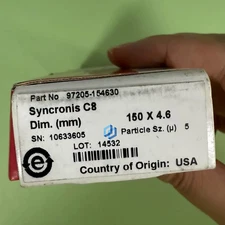 Part No 97205-154630
Syncronis C8
Dim. (mm) 150 X 4.6
SN: 10633605 Particle Sz. (µ) 5
LOT: 14532
Country of Origin: USA